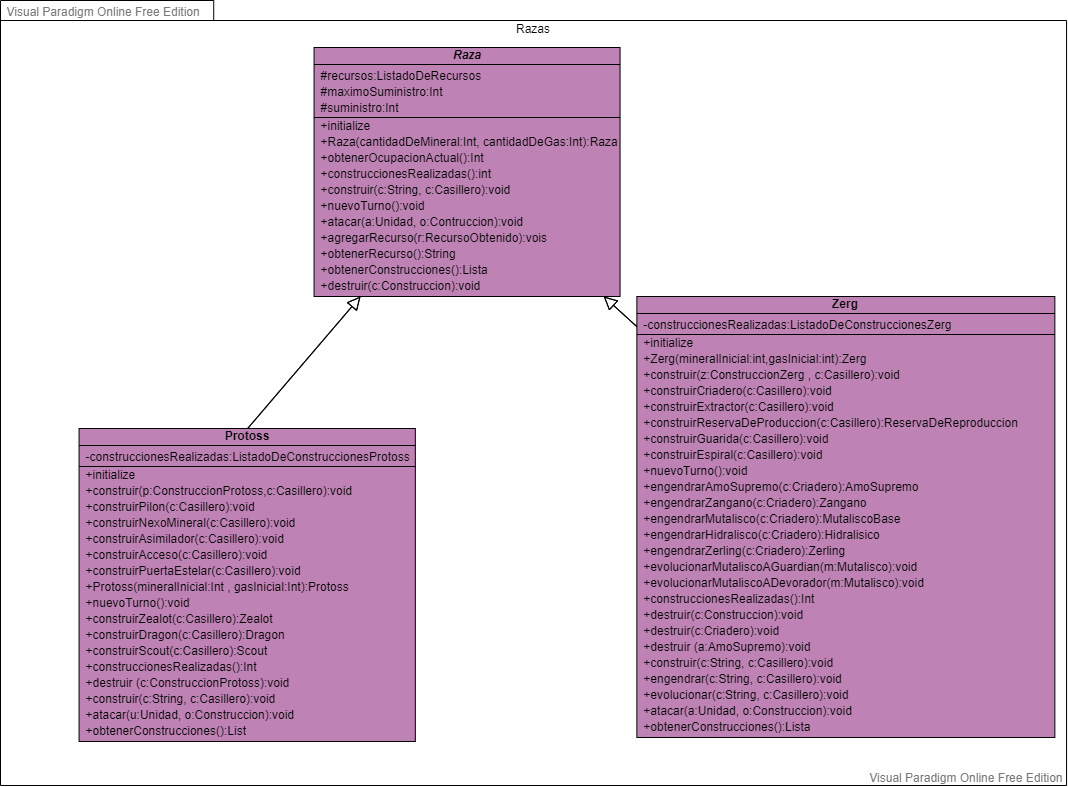 Visual Paradigm Online Free Edition
Razas
Raza
#recursos:ListadoDeRecursos
#maximoSuministro:Int
#suministro:Int
+initialize
+Raza(cantidadDeMineral:Int, cantidadDeGas:Int):Raza
+obtenerOcupacionActual():Int
+construccionesRealizadas():int
+construir(c:String, c:Casillero):void
+nuevoTurno():void
+atacar(a:Unidad, o:Contruccion):void
+agregarRecurso(r:RecursoObtenido):vois
+obtenerRecurso():String
+obtenerConstrucciones():Lista
+destruir(c:Construccion):void
Zerg
-construccionesRealizadas:ListadoDeConstruccionesZerg
+initialize
+Zerg(mineralInicial:int,gasInicial:int):Zerg
+construir(z:ConstruccionZerg , c:Casillero):void
+construirCriadero(c:Casillero):void
+construirExtractor(c:Casillero):void
+construirReservaDeProduccion(c:Casillero):ReservaDeReproduccion
+construirGuarida(c:Casillero):void
+construirEspiral(c:Casillero):void
+nuevoTurno():void
+engendrarAmoSupremo(c:Criadero):AmoSupremo
+engendrarZangano(c:Criadero):Zangano
+engendrarMutalisco(c:Criadero):MutaliscoBase
+engendrarHidralisco(c:Criadero):Hidralisico
+engendrarZerling(c:Criadero):Zerling
+evolucionarMutaliscoAGuardian(m:Mutalisco):void
+evolucionarMutaliscoADevorador(m:Mutalisco):void
+construccionesRealizadas():Int
+destruir(c:Construccion):void
+destruir(c:Criadero):void
+destruir (a:AmoSupremo):void
+construir(c:String, c:Casillero):void
+engendrar(c:String, c:Casillero):void
+evolucionar(c:String, c:Casillero):void
+atacar(a:Unidad, o:Construccion):void
+obtenerConstrucciones():Lista
Protoss
-construccionesRealizadas:ListadoDeConstruccionesProtoss
+initialize
+construir(p:ConstruccionProtoss,c:Casillero):void
+construirPilon(c:Casillero):void
+construirNexoMineral(c:Casillero):void
+construirAsimilador(c:Casillero):void
+construirAcceso(c:Casillero):void
+construirPuertaEstelar(c:Casillero):void
+Protoss(mineralInicial:Int , gasInicial:Int):Protoss
+nuevoTurno():void
+construirZealot(c:Casillero):Zealot
+construirDragon(c:Casillero):Dragon
+construirScout(c:Casillero):Scout
+construccionesRealizadas():Int
+destruir (c:ConstruccionProtoss):void
+construir(c:String, c:Casillero):void
+atacar(u:Unidad, o:Construccion):void
+obtenerConstrucciones():List
Visual Paradigm Online Free Edition